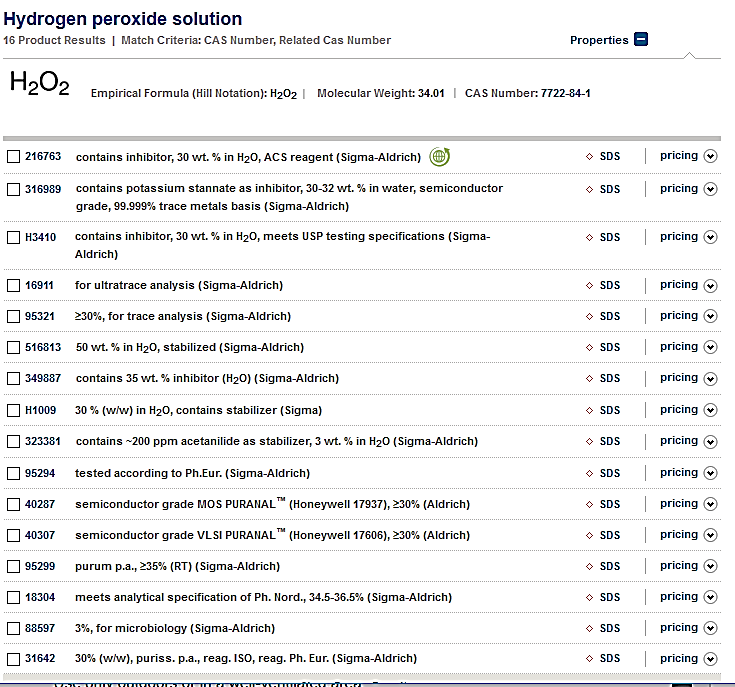 Hydrogen peroxide solution
16 Product Results | Match Criteria: CAS Number, Related Cas Number
Properties
H2O2
Empirical Formula (Hill Notation): H2O2 | Molecular Weight: 34.01 | CAS Number: 7722-84-1
216763 contains inhibitor, 30 wt. % in H2O, ACS reagent (Sigma-Aldrich) SDS | pricing
316989 contains potassium stannate as inhibitor, 30-32 wt. % in water, semiconductor SDS | pricing
grade, 99.999% trace metals basis (Sigma-Aldrich)
H3410 contains inhibitor, 30 wt. % in H2O, meets USP testing specifications (Sigma- SDS | pricing
Aldrich)
16911 for ultratrace analysis (Sigma-Aldrich) SDS | pricing
95321 ≥30%, for trace analysis (Sigma-Aldrich) SDS | pricing
516813 50 wt. % in H2O, stabilized (Sigma-Aldrich) SDS | pricing
349887 contains 35 wt. % inhibitor (H2O) (Sigma-Aldrich) SDS | pricing
H1009 30 % (w/w) in H2O, contains stabilizer (Sigma) SDS | pricing
323381 contains ~200 ppm acetanilide as stabilizer, 3 wt. % in H2O (Sigma-Aldrich) SDS | pricing
95294 tested according to Ph.Eur. (Sigma-Aldrich) SDS | pricing
40287 semiconductor grade MOS PURANAL™ (Honeywell 17937), ≥30% (Aldrich) SDS | pricing
40307 semiconductor grade VLSI PURANAL™ (Honeywell 17606), ≥30% (Aldrich) SDS | pricing
95299 purum p.a., ≥35% (RT) (Sigma-Aldrich) SDS | pricing
18304 meets analytical specification of Ph. Nord., 34.5-36.5% (Sigma-Aldrich) SDS | pricing
88597 3%, for microbiology (Sigma-Aldrich) SDS | pricing
31642 30% (w/w), puriss. p.a., reag. ISO, reag. Ph. Eur. (Sigma-Aldrich) SDS | pricing